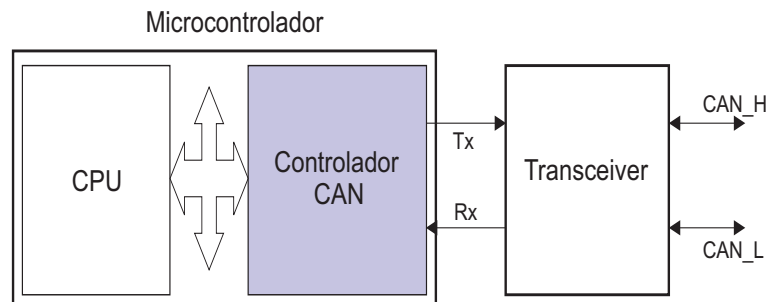 Microcontrolador
CPU
Controlador
CAN
Tx
Rx
Transceiver
CAN_H
CAN_L